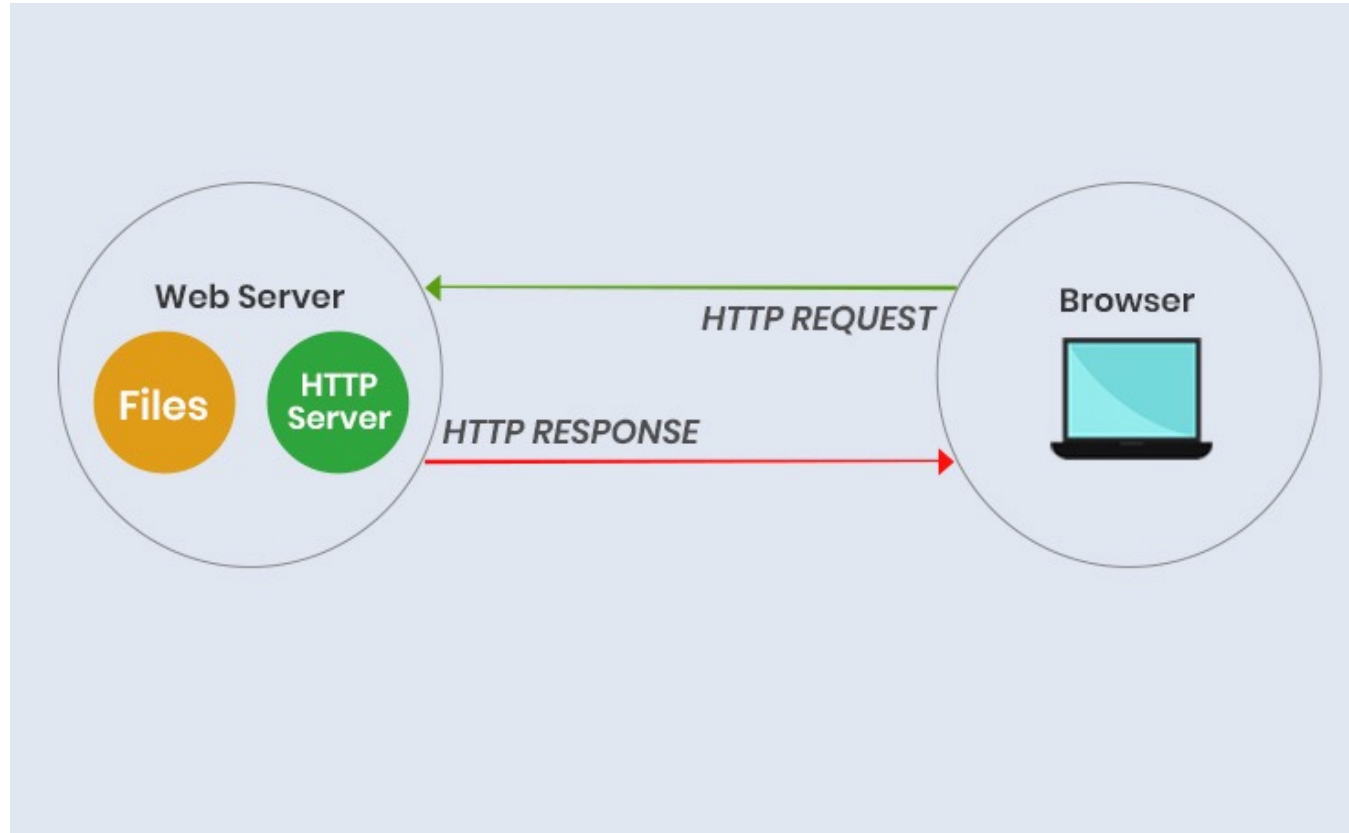 Web Server
Files
HTTP
Server
HTTP REQUEST
HTTP RESPONSE
Browser